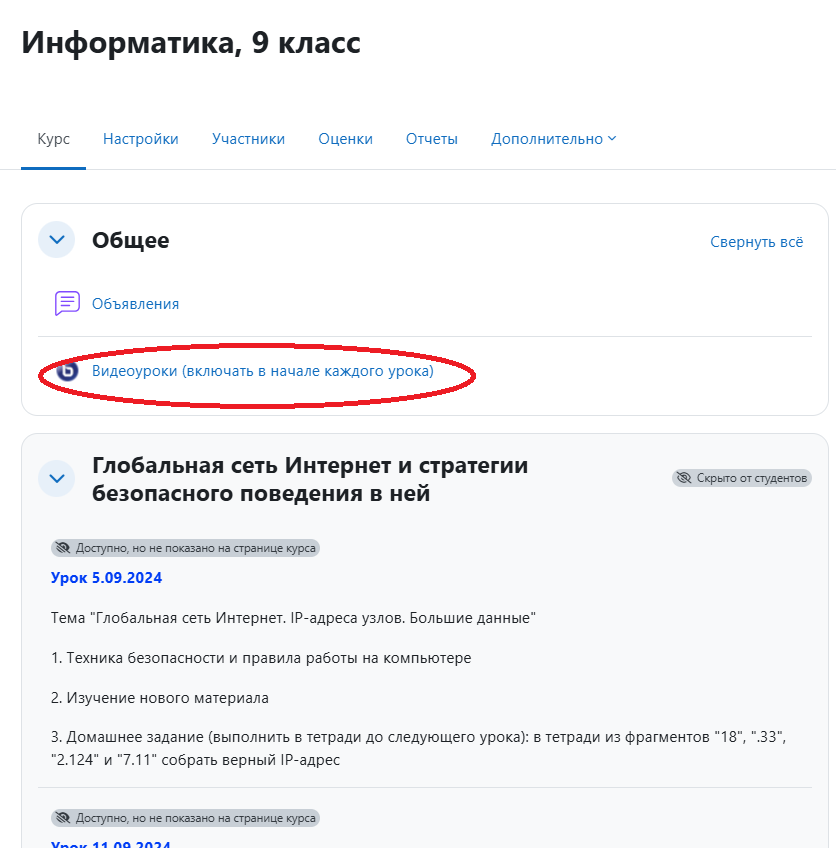 Информатика, 9 класс
Курс Настройки Участники Оценки Отчеты Дополнительно
Общее Свернуть всё
Объявления
b Видеоуроки (включать в начале каждого урока)
Глобальная сеть Интернет и стратегии
безопасного поведения в ней
Скрыто от студентов
Доступно, но не показано на странице курса
Урок 5.09.2024
Тема "Глобальная сеть Интернет. IP-адреса узлов. Большие данные"
1. Техника безопасности и правила работы на компьютере
2. Изучение нового материала
3. Домашнее задание (выполнить в тетради до следующего урока): в тетради из фрагментов "18", ".33",
"2.124" и "7.11" собрать верный IP-адрес
Доступно, но не показано на странице курса
Урок 11.09.2024